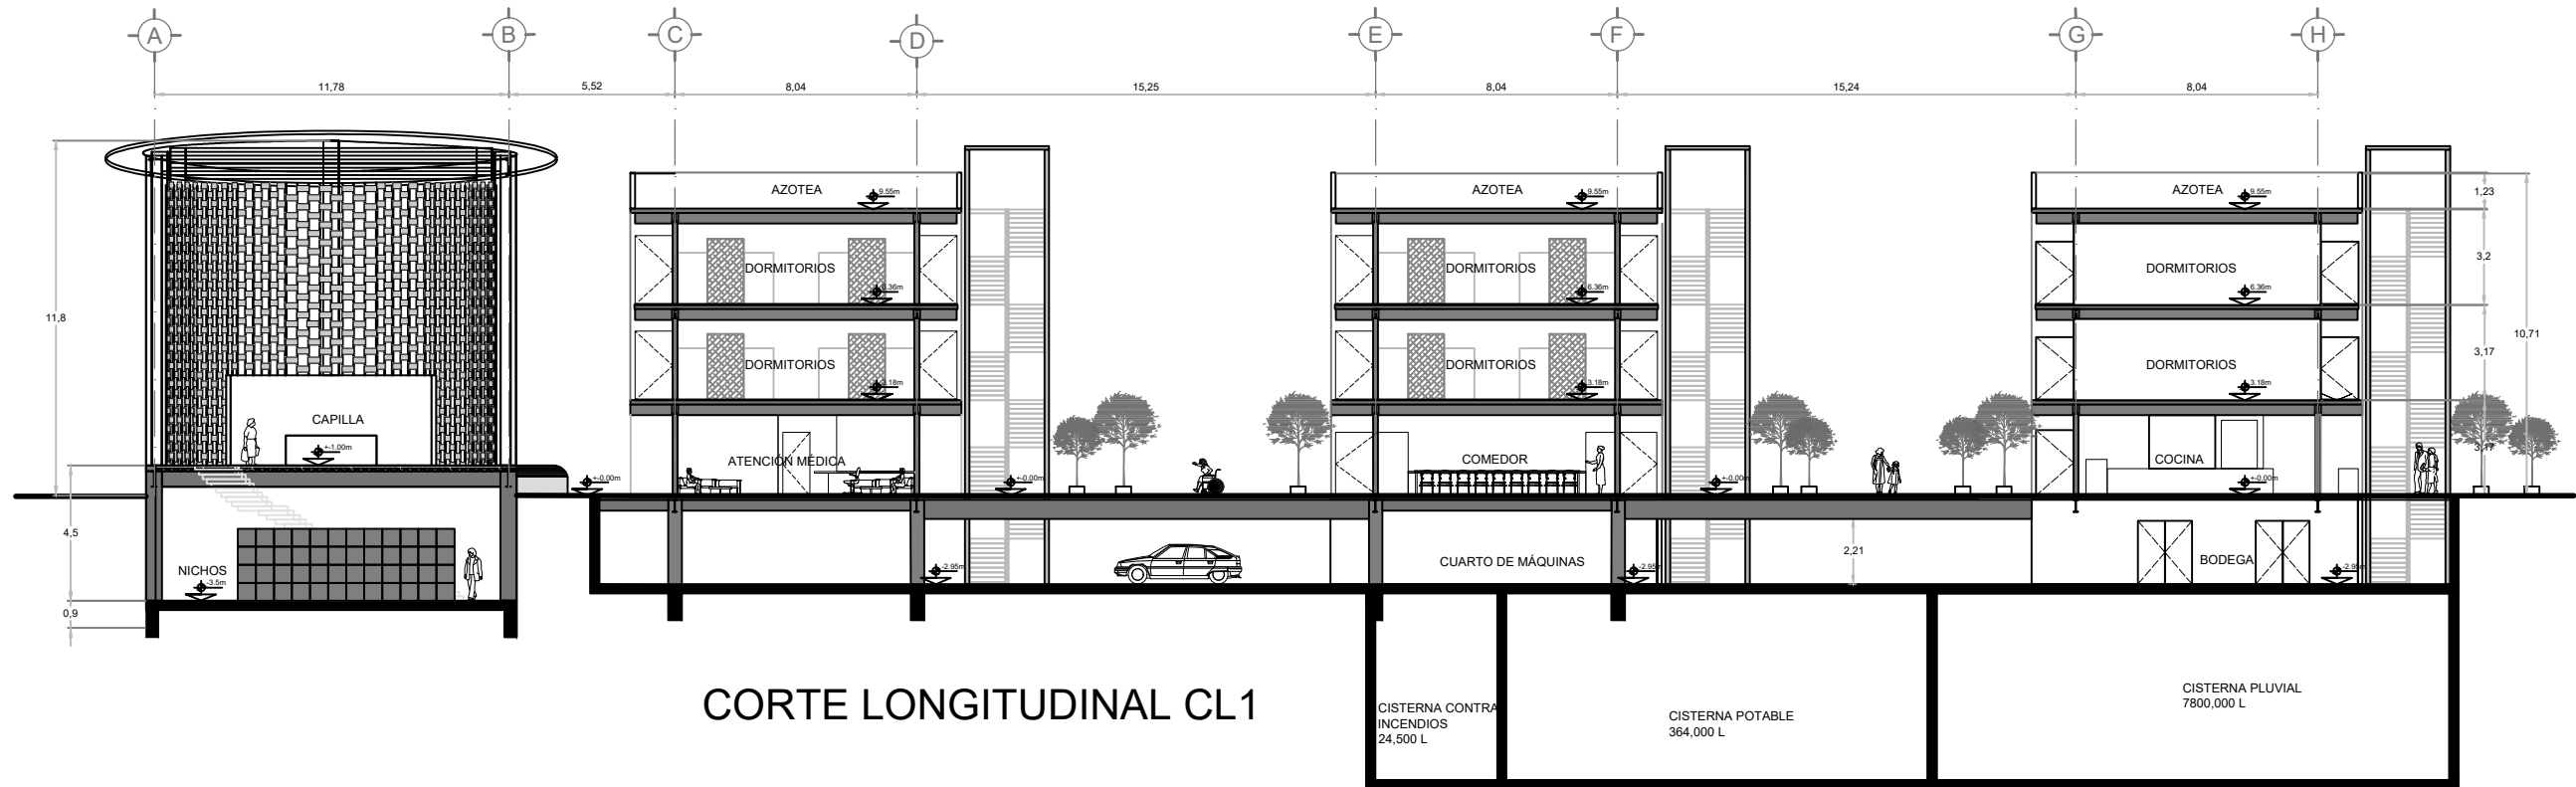 A B C D E F G H
11,78 5,52 8,04 15,25 8,04 15,24 8,04
AZOTEA 9.55m AZOTEA 9.55m AZOTEA 9.55m 1,23
DORMITORIOS DORMITORIOS DORMITORIOS 3,2
6.36m 6.36m 6.36m
11,8 10,71
DORMITORIOS DORMITORIOS DORMITORIOS 3,17
3.18m 3.18m 3.18m
CAPILLA
+-1.00m
ATENCIÓN MÉDICA COMEDOR COCINA 3,17
+-0.00m +-0.00m +-0.00m +-0.00m
4,5 2,21
NICHOS CUARTO DE MÁQUINAS BODEGA
-3.5m -2.95m -2.95m -2.95m
0,9
CORTE LONGITUDINAL CL1
CISTERNA CONTRA
INCENDIOS
24,500 L
CISTERNA POTABLE
364,000 L
CISTERNA PLUVIAL
7800,000 L